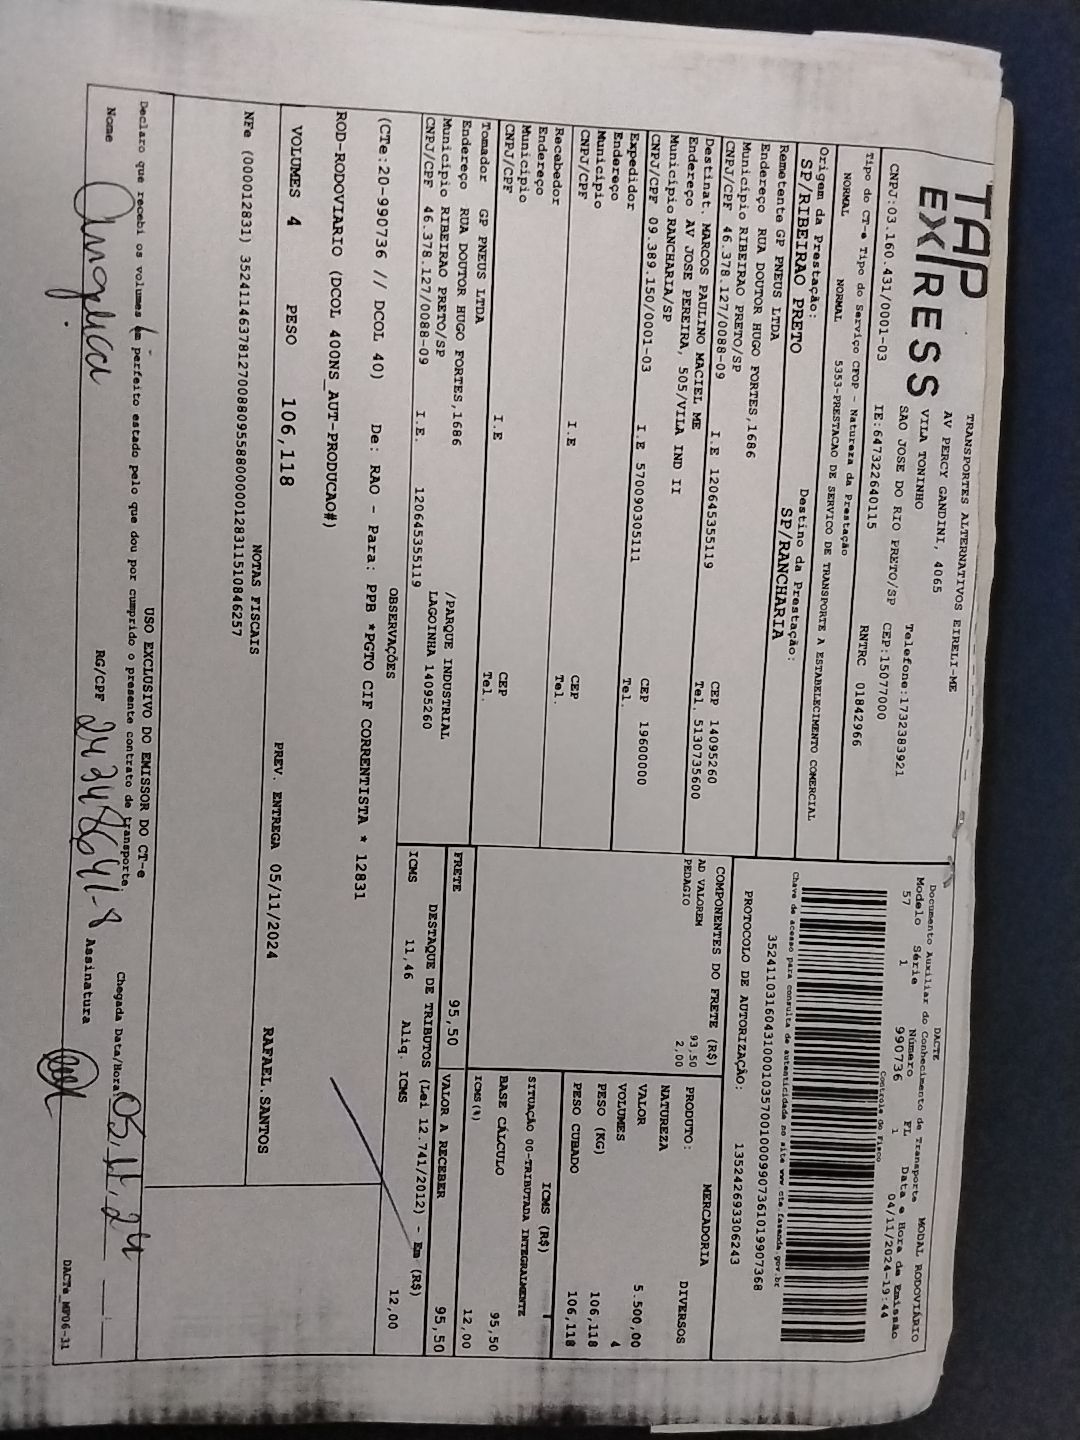 TAP
EX/RESS
TRANSPORTES ALTERNATIVOS EIRELI-ME
AV PERCY GANDINI, 4065
VILA TONINHO
SAO JOSE DO RIO PRETO/SP
Telefone:1732383921
CEP:15077000
CNPJ:03.160.431/0001-03
IE:647322640115
RNTRC 01842966
Tipo do CT-e Tipo do Serviço CFOP - Natureza da Prestação
NORMAL NORMAL 5353-PRESTACAO DE SERVICO DE TRANSPORTE A ESTABELECIMENTO COMERCIAL
Origem da Prestação: Destino da Prestação:
SP/RIBEIRAO PRETO SP/RANCHARIA
DACTE MODAL RODOVIÁRIO
Documento Auxiliar do Conhecimento de Transporte
Modelo Série Número FL Data e Hora de Emissão
57 1 990736 1 04/11/2024-19:44
Controle do Fisco
Chave de acesso para consulta de autenticidade no site www.cte.fazenda.gov.br
PROTOCOLO DE AUTORIZAÇÃO: 135242693306243
Remetente GP PNEUS LTDA
Endereço RUA DOUTOR HUGO FORTES,1686
Município RIBEIRAO PRETO/SP CEP 14095260
CNPJ/CPF 46.378.127/0088-09 I.E 120645355119 Tel. 5130735600
Destinat. MARCOS PAULINO MACIEL ME
Endereço AV JOSE PEREIRA, 505/VILA IND II
Município RANCHARIA/SP CEP 19600000
CNPJ/CPF 09.389.150/0001-03 I.E 570090305111 Tel.
Expedidor
Endereço
Município CEP
CNPJ/CPF I.E Tel.
Recebedor
Endereço
Município CEP
CNPJ/CPF I.E Tel.
Tomador GP PNEUS LTDA
Endereço RUA DOUTOR HUGO FORTES,1686 /PARQUE INDUSTRIAL
Município RIBEIRAO PRETO/SP LAGOINHA 14095260
CNPJ/CPF 46.378.127/0088-09 I.E. 120645355119
COMPONENTES DO FRETE (R$)
AD VALOREM 93,50
PEDAGIO 2,00
FRETE 95,50
PRODUTO: MERCADORIA
NATUREZA DIVERSOS
VALOR 5.500,00
VOLUMES 4
PESO (KG) 106,118
PESO CUBADO 106,118
ICMS (R$)
SITUAÇÃO 00-TRIBUTADA INTEGRALMENTE
BASE CÁLCULO 95,50
ICMS(%) 12,00
VALOR A RECEBER 95,50
DESTAQUE DE TRIBUTOS (Lei 12.741/2012) - Em (R$)
ICMS 11,46 Aliq. ICMS 12,00
OBSERVAÇÕES
(CTe:20-990736 // DCOL 40) De: RAO - Para: PPB *PGTO CIF CORRENTISTA * 12831
ROD-RODOVIARIO (DCOL 400NS_AUT-PRODUCAO#)
VOLUMES 4 PESO 106,118 PREV. ENTREGA 05/11/2024 RAFAEL.SANTOS
NOTAS FISCAIS
USO EXCLUSIVO DO EMISSOR DO CT-e
Declaro que recebi os volumes em perfeito estado pelo que dou por cumprido o presente contrato de transporte
Chegada Data/Hora 05.11.24
Nome Angelica RG/CPF 24348641-8 Assinatura
DACTe_MF06-31